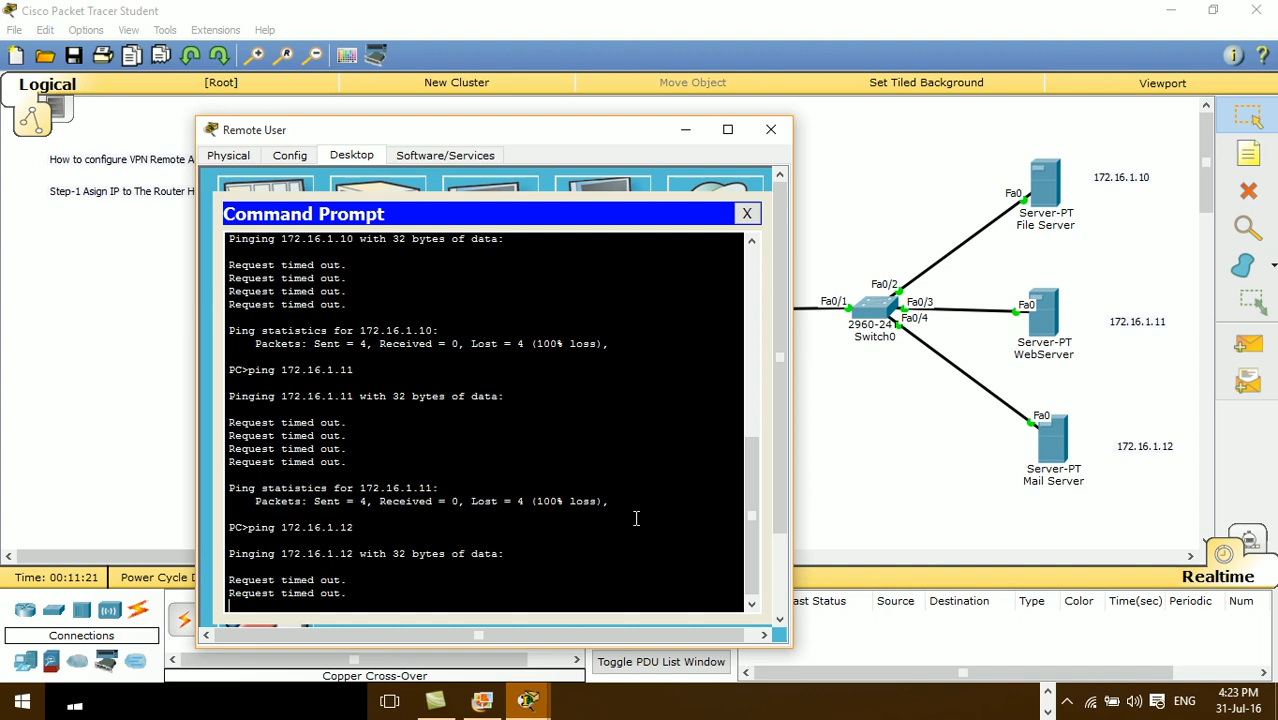 Cisco Packet Tracer Student
File Edit Options View Tools Extensions Help
Logical [Root] New Cluster Move Object Set Tiled Background Viewport
How to configure VPN Remote A
Step-1 Asign IP to The Router H
Remote User
Physical Config Desktop Software/Services
Command Prompt X
Pinging 172.16.1.10 with 32 bytes of data:
Request timed out.
Request timed out.
Request timed out.
Request timed out.
Ping statistics for 172.16.1.10:
Packets: Sent = 4, Received = 0, Lost = 4 (100% loss),
PC>ping 172.16.1.11
Pinging 172.16.1.11 with 32 bytes of data:
Request timed out.
Request timed out.
Request timed out.
Request timed out.
Ping statistics for 172.16.1.11:
Packets: Sent = 4, Received = 0, Lost = 4 (100% loss),
PC>ping 172.16.1.12
Pinging 172.16.1.12 with 32 bytes of data:
Request timed out.
Request timed out.
Fa0 172.16.1.10
Server-PT
File Server
Fa0/2
Fa0/1 Fa0/3 Fa0
Fa0/4
2960-24T
Switch0
172.16.1.11
Server-PT
WebServer
Fa0
172.16.1.12
Server-PT
Mail Server
Time: 00:11:21 Power Cycle D
Realtime
Connections
Copper Cross-Over
Toggle PDU List Window
ast Status Source Destination Type Color Time(sec) Periodic Num
ENG
4:23 PM
31-Jul-16